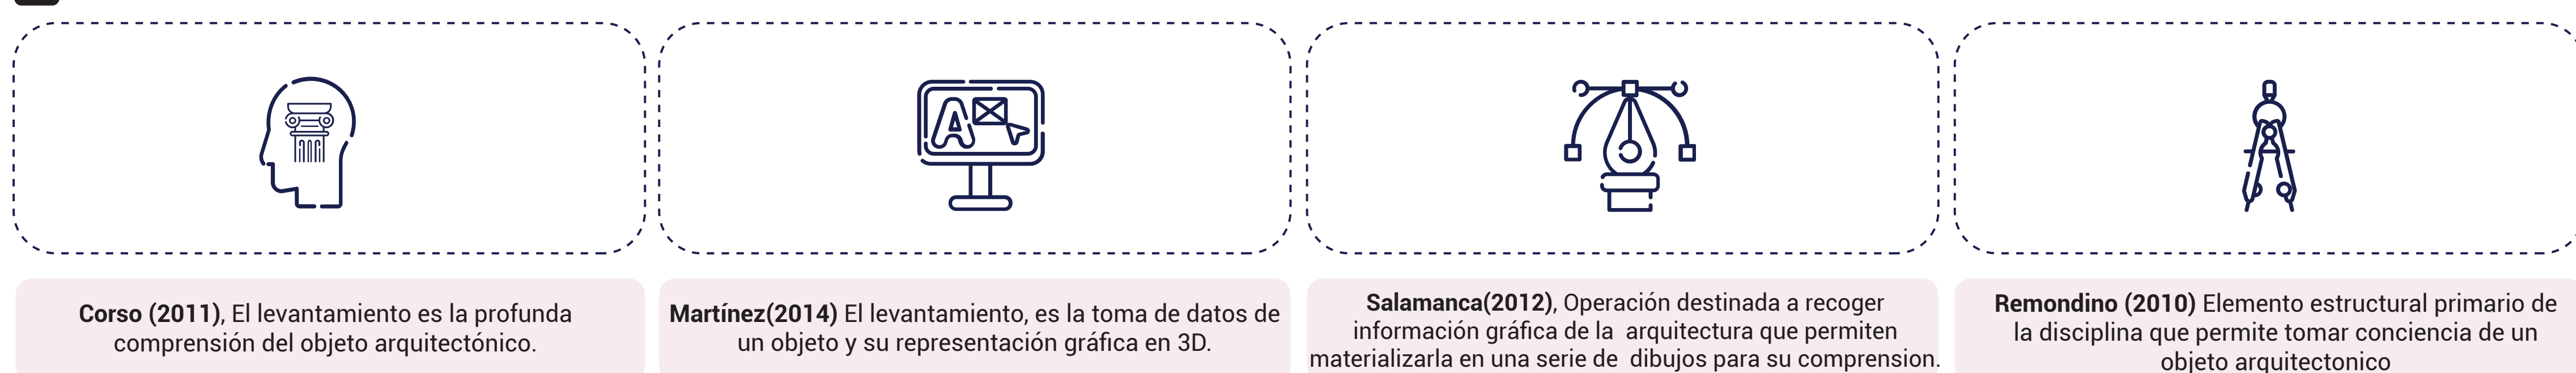 Corso (2011), El levantamiento es la profunda
comprensión del objeto arquitectónico.
Martínez(2014) El levantamiento, es la toma de datos de
un objeto y su representación gráfica en 3D.
Salamanca(2012), Operación destinada a recoger
información gráfica de la  arquitectura que permiten
materializarla en una serie de  dibujos para su comprension.
Remondino (2010) Elemento estructural primario de
la disciplina que permite tomar conciencia de un
objeto arquitectonico